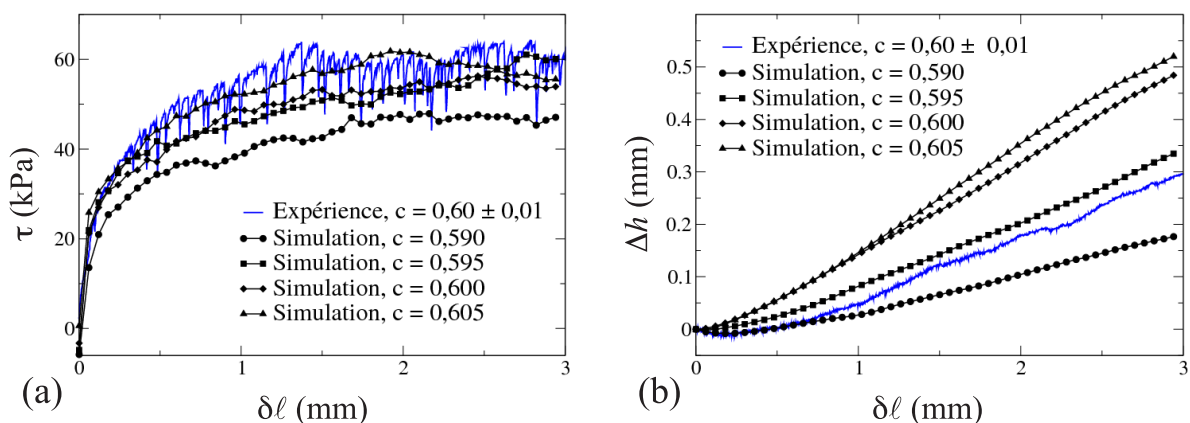 60
40
20
0
τ (kPa)
Expérience, c = 0,60 ± 0,01
Simulation, c = 0,590
Simulation, c = 0,595
Simulation, c = 0,600
Simulation, c = 0,605
0 1 2 3
(a)
δℓ (mm)
0.5
0.4
0.3
0.2
0.1
0
Δh (mm)
Expérience, c = 0,60 ± 0,01
Simulation, c = 0,590
Simulation, c = 0,595
Simulation, c = 0,600
Simulation, c = 0,605
0 1 2 3
(b)
δℓ (mm)